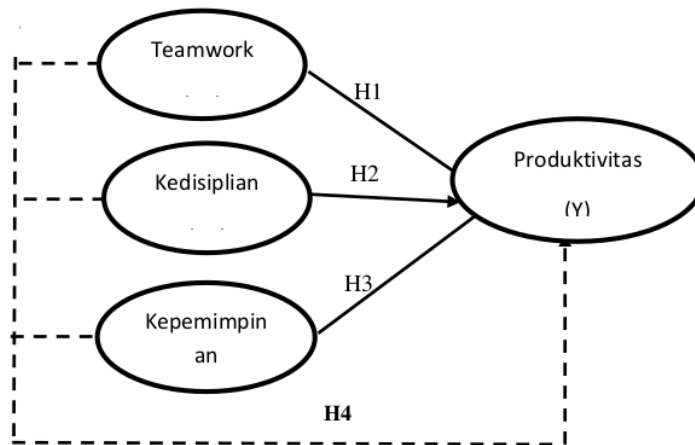 Teamwork
H1
Kedisiplian
H2
Produktivitas
(Y)
H3
Kepemimpin
an
H4